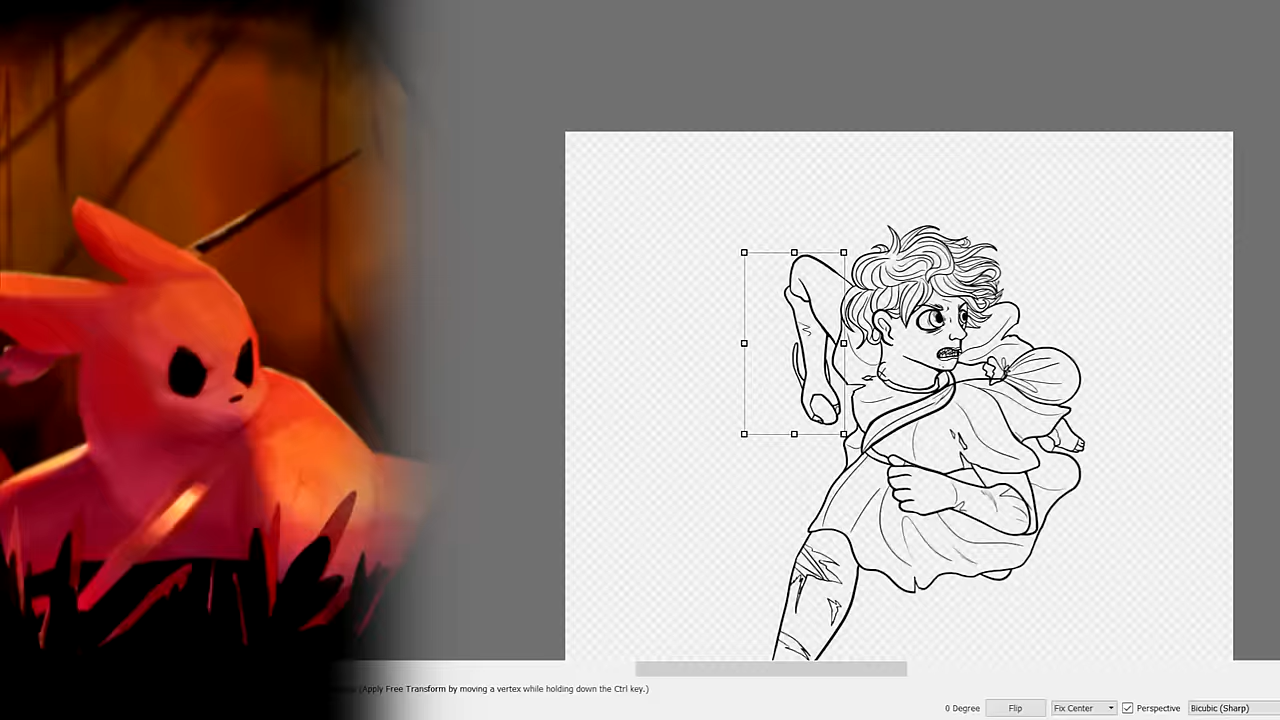 (Apply Free Transform by moving a vertex while holding down the Ctrl key.)
0 Degree Flip Fix Center Perspective Bicubic (Sharp)